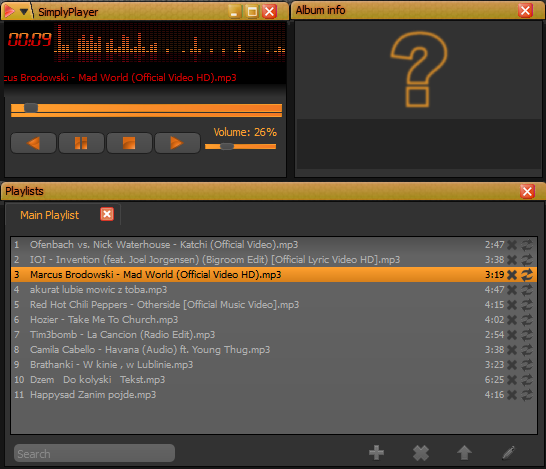 SimplyPlayer
00:09
cus Brodowski - Mad World (Official Video HD).mp3
Volume: 26%
Album info
?
Playlists
Main Playlist
1 Ofenbach vs. Nick Waterhouse - Katchi (Official Video).mp3 2:47
2 IOI - Invention (feat. Joel Jorgensen) (Bigroom Edit) [Official Lyric Video HD].mp3 3:38
3 Marcus Brodowski - Mad World (Official Video HD).mp3 3:19
4 akurat lubie mowic z toba.mp3 4:47
5 Red Hot Chili Peppers - Otherside [Official Music Video].mp3 4:15
6 Hozier - Take Me To Church.mp3 4:02
7 Tim3bomb - La Cancion (Radio Edit).mp3 2:54
8 Camila Cabello - Havana (Audio) ft. Young Thug.mp3 3:38
9 Brathanki - W kinie , w Lublinie.mp3 3:23
10 Dzem Do kolyski Tekst.mp3 6:25
11 Happysad Zanim pojde.mp3 4:16
Search